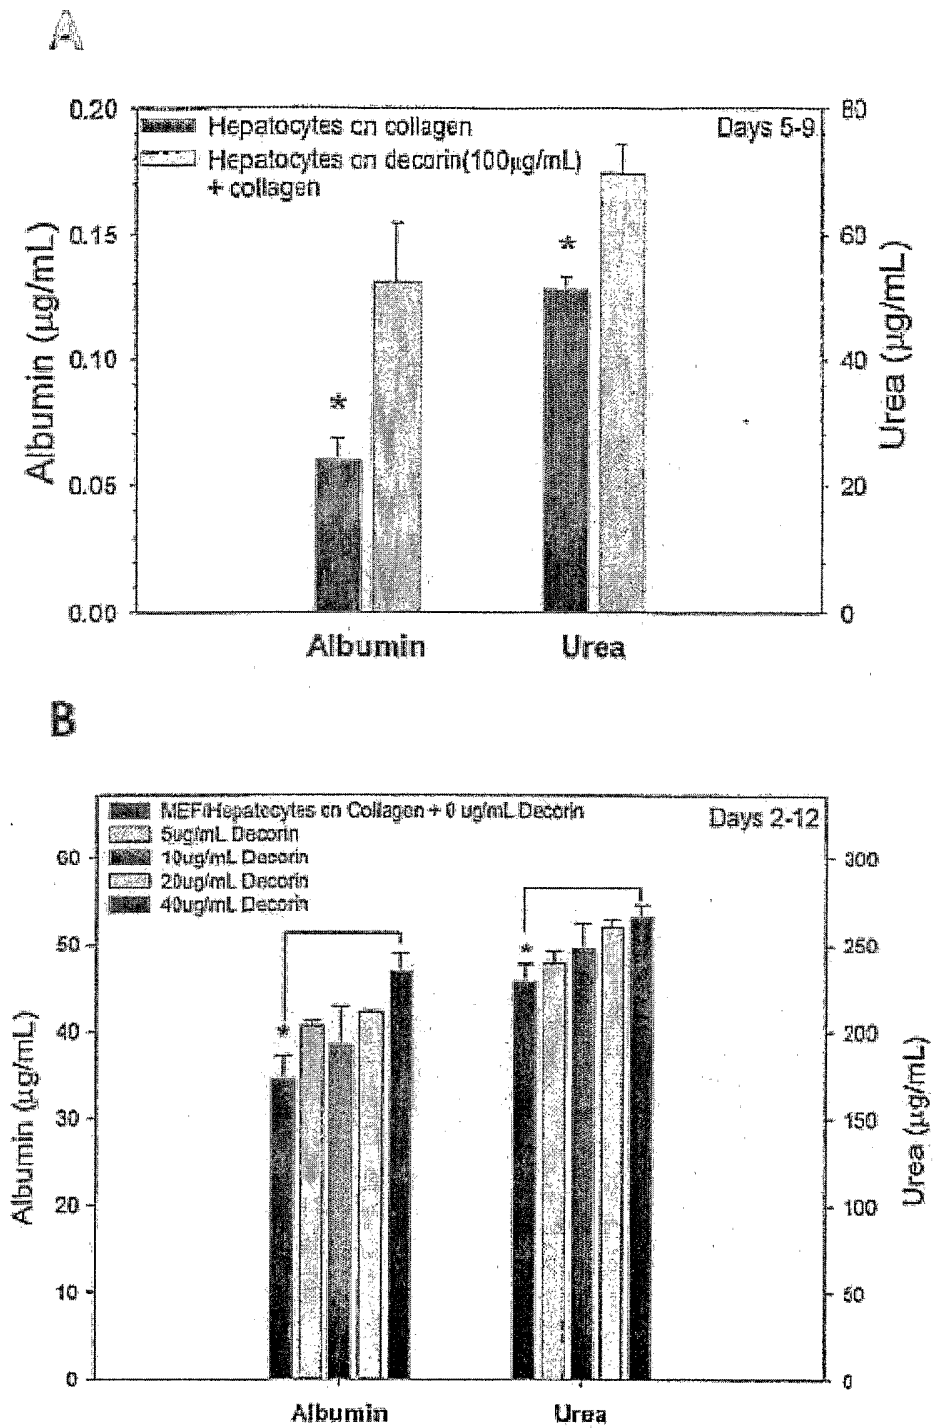 A
0.20
0.15
0.10
0.05
0.00
Albumin (µg/mL)
Hepatocytes on collagen
Hepatocytes on decorin(100µg/mL)
+ collagen
Days 5-9
*
*
80
60
40
20
0
Urea (µg/mL)
Albumin
Urea
B
MEF/Hepatocytes on Collagen + 0 ug/mL Decorin
5ug/mL Decorin
10ug/mL Decorin
20ug/mL Decorin
40ug/mL Decorin
Days 2-12
60
50
40
30
20
10
0
Albumin (µg/mL)
*
*
300
250
200
150
100
50
0
Urea (µg/mL)
Albumin
Urea